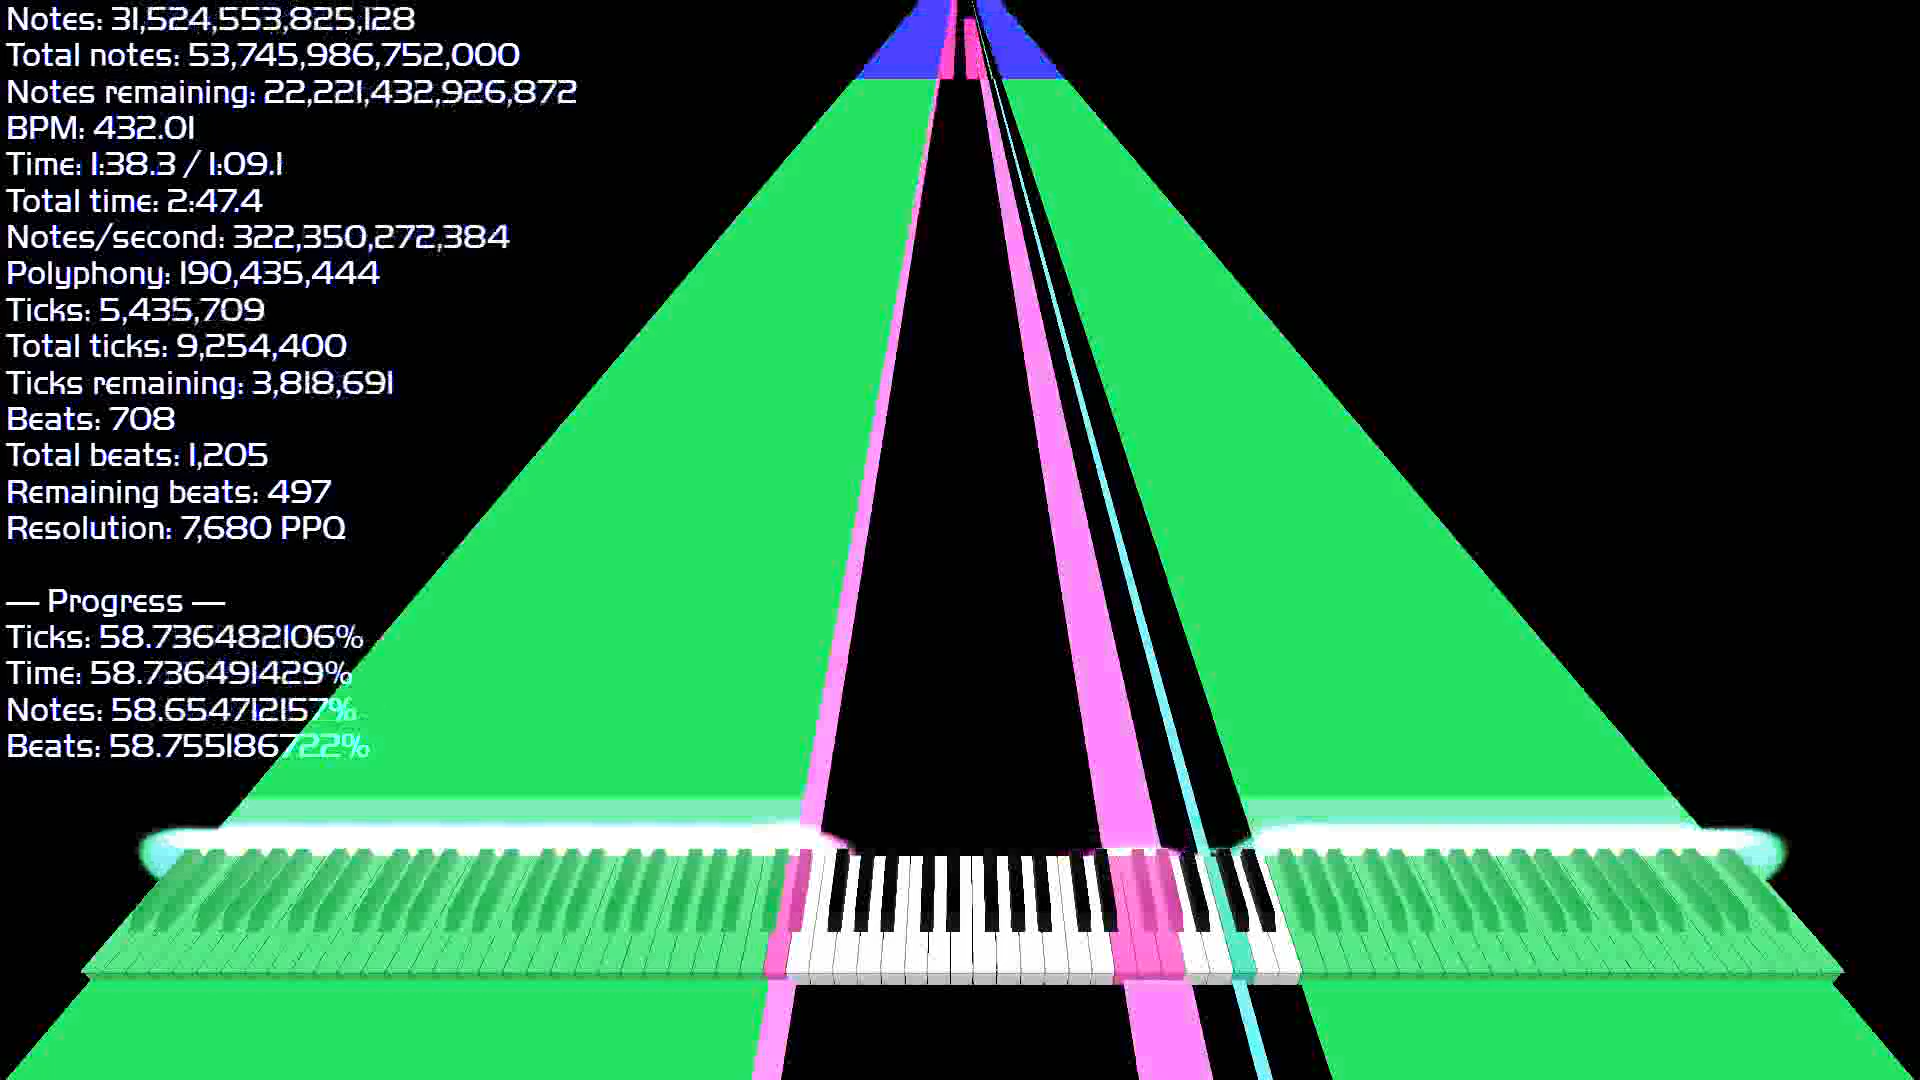 Notes: 31,524,553,825,128
Total notes: 53,745,986,752,000
Notes remaining: 22,221,432,926,872
BPM: 432.01
Time: 1:38.3 / 1:09.1
Total time: 2:47.4
Notes/second: 322,350,272,384
Polyphony: 190,435,444
Ticks: 5,435,709
Total ticks: 9,254,400
Ticks remaining: 3,818,691
Beats: 708
Total beats: 1,205
Remaining beats: 497
Resolution: 7,680 PPQ
— Progress —
Ticks: 58.736482106%
Time: 58.736491429%
Notes: 58.654712157%
Beats: 58.755186722%